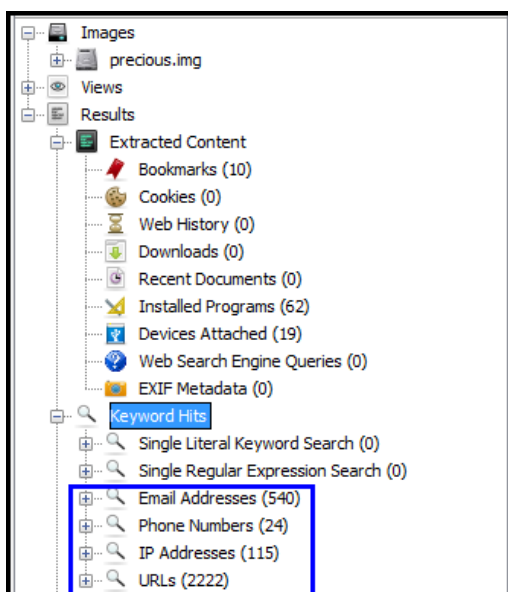 Images
precious.img
Views
Results
Extracted Content
Bookmarks (10)
Cookies (0)
Web History (0)
Downloads (0)
Recent Documents (0)
Installed Programs (62)
Devices Attached (19)
Web Search Engine Queries (0)
EXIF Metadata (0)
Keyword Hits
Single Literal Keyword Search (0)
Single Regular Expression Search (0)
Email Addresses (540)
Phone Numbers (24)
IP Addresses (115)
URLs (2222)